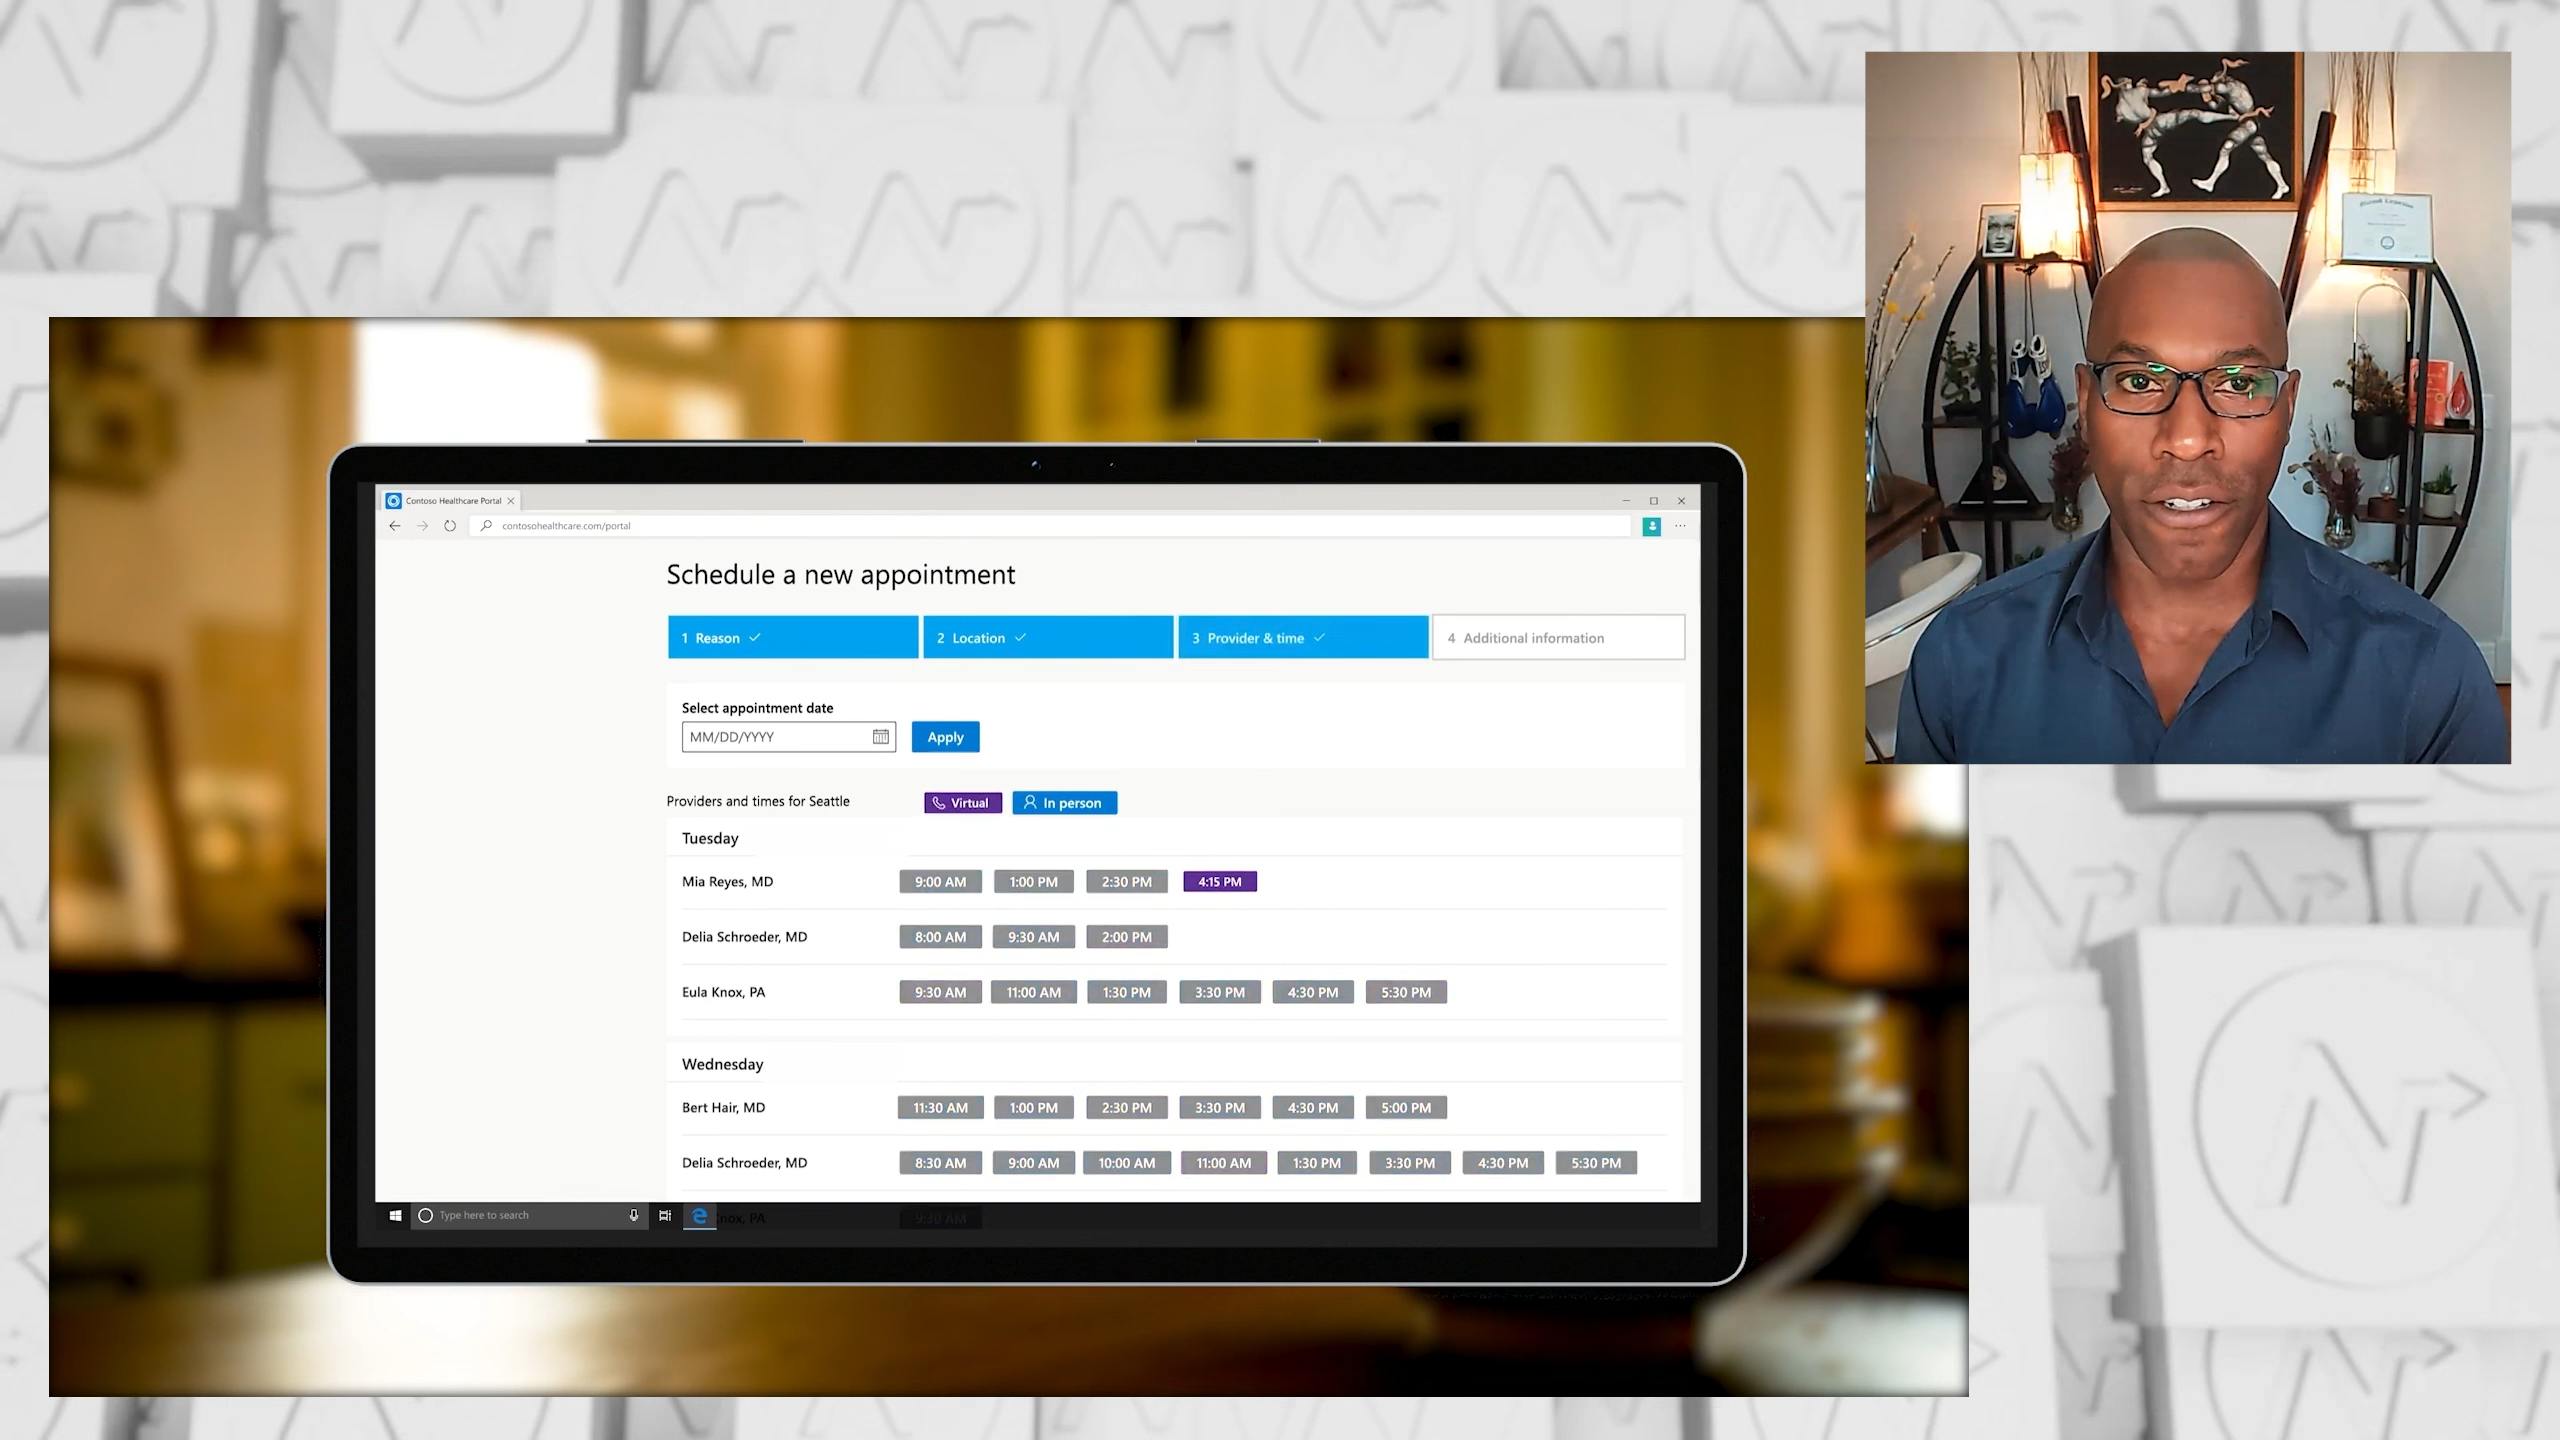 Contoso Healthcare Portal
contosohealthcare.com/portal
Schedule a new appointment
1 Reason
2 Location
3 Provider & time
4 Additional information
Select appointment date
MM/DD/YYYY
Apply
Providers and times for Seattle
Virtual
In person
Tuesday
Mia Reyes, MD 9:00 AM 1:00 PM 2:30 PM 4:15 PM
Delia Schroeder, MD 8:00 AM 9:30 AM 2:00 PM
Eula Knox, PA 9:30 AM 11:00 AM 1:30 PM 3:30 PM 4:30 PM 5:30 PM
Wednesday
Bert Hair, MD 11:30 AM 1:00 PM 2:30 PM 3:30 PM 4:30 PM 5:00 PM
Delia Schroeder, MD 8:30 AM 9:00 AM 10:00 AM 11:00 AM 1:30 PM 3:30 PM 4:30 PM 5:30 PM
Type here to search
nox, PA 9:30 AM